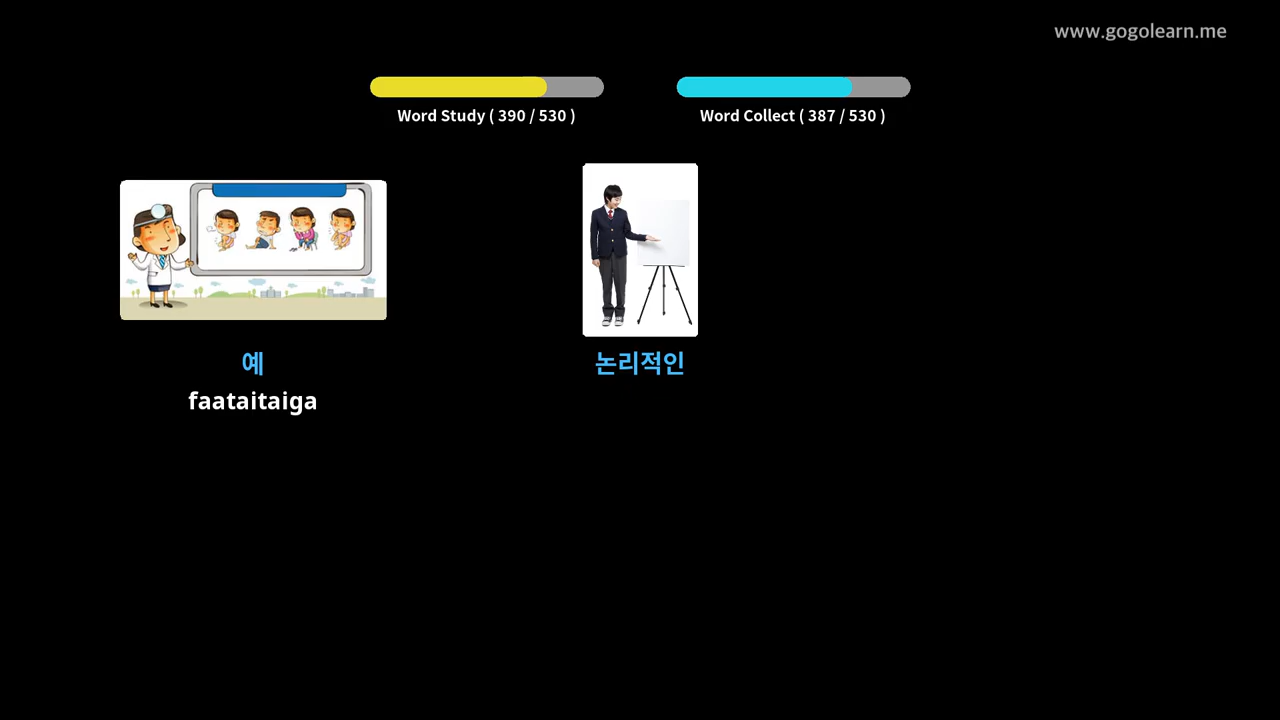 www.gogolearn.me
Word Study ( 390 / 530 )
Word Collect ( 387 / 530 )
예
faataitaiga
논리적인